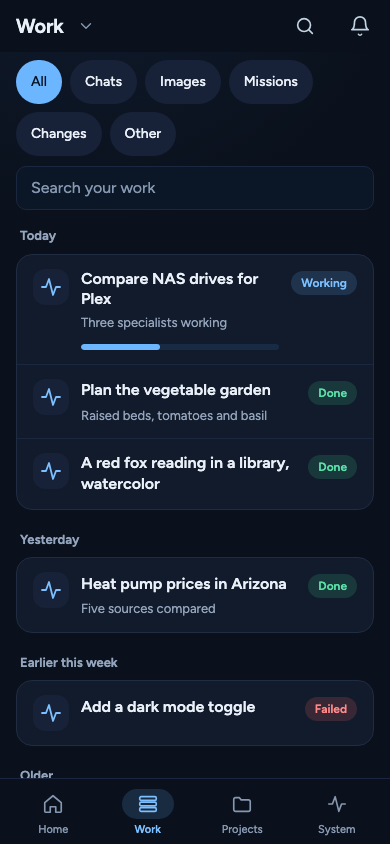 Work
All
Chats
Images
Missions
Changes
Other
Search your work
Today
Compare NAS drives for
Plex
Working
Three specialists working
Plan the vegetable garden
Done
Raised beds, tomatoes and basil
A red fox reading in a library,
watercolor
Done
Yesterday
Heat pump prices in Arizona
Done
Five sources compared
Earlier this week
Add a dark mode toggle
Failed
Older
Home
Work
Projects
System